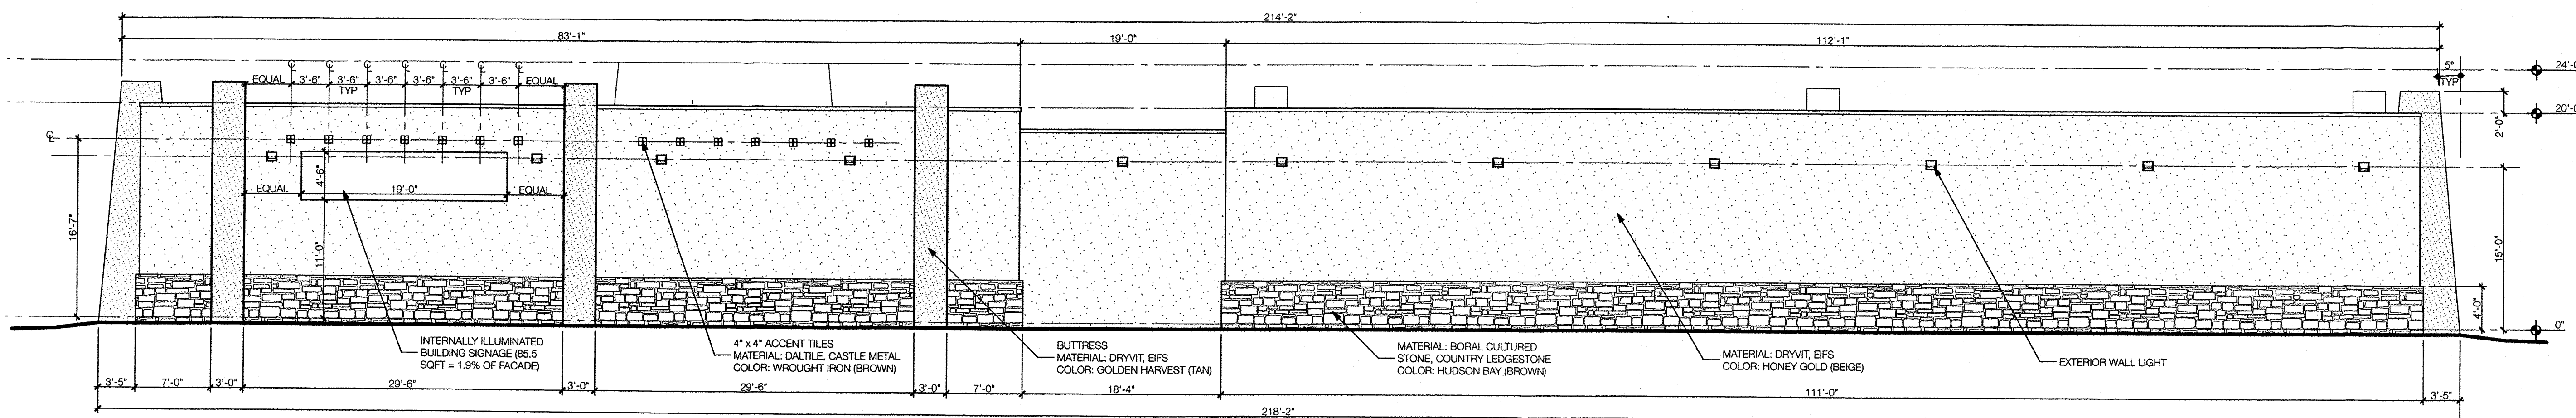 214'-2"
83'-1"
19'-0"
112'-1"
EQUAL 3'-6" 3'-6" 3'-6" 3'-6" 3'-6" 3'-6" EQUAL
TYP TYP
5°
TYP
24'-0
20'-0
2'-0"
℄
℄ ℄ ℄ ℄ ℄ ℄ ℄
EQUAL 19'-0" EQUAL
4'-6"
16'-7"
11'-0"
15'-0"
4'-0"
0"
INTERNALLY ILLUMINATED
BUILDING SIGNAGE (85.5
SQFT = 1.9% OF FACADE)
4" x 4" ACCENT TILES
MATERIAL: DALTILE, CASTLE METAL
COLOR: WROUGHT IRON (BROWN)
BUTTRESS
MATERIAL: DRYVIT, EIFS
COLOR: GOLDEN HARVEST (TAN)
MATERIAL: BORAL CULTURED
STONE, COUNTRY LEDGESTONE
COLOR: HUDSON BAY (BROWN)
MATERIAL: DRYVIT, EIFS
COLOR: HONEY GOLD (BEIGE)
EXTERIOR WALL LIGHT
3'-5" 7'-0" 3'-0" 29'-6" 3'-0" 29'-6" 3'-0" 7'-0" 18'-4" 111'-0" 3'-5"
218'-2"